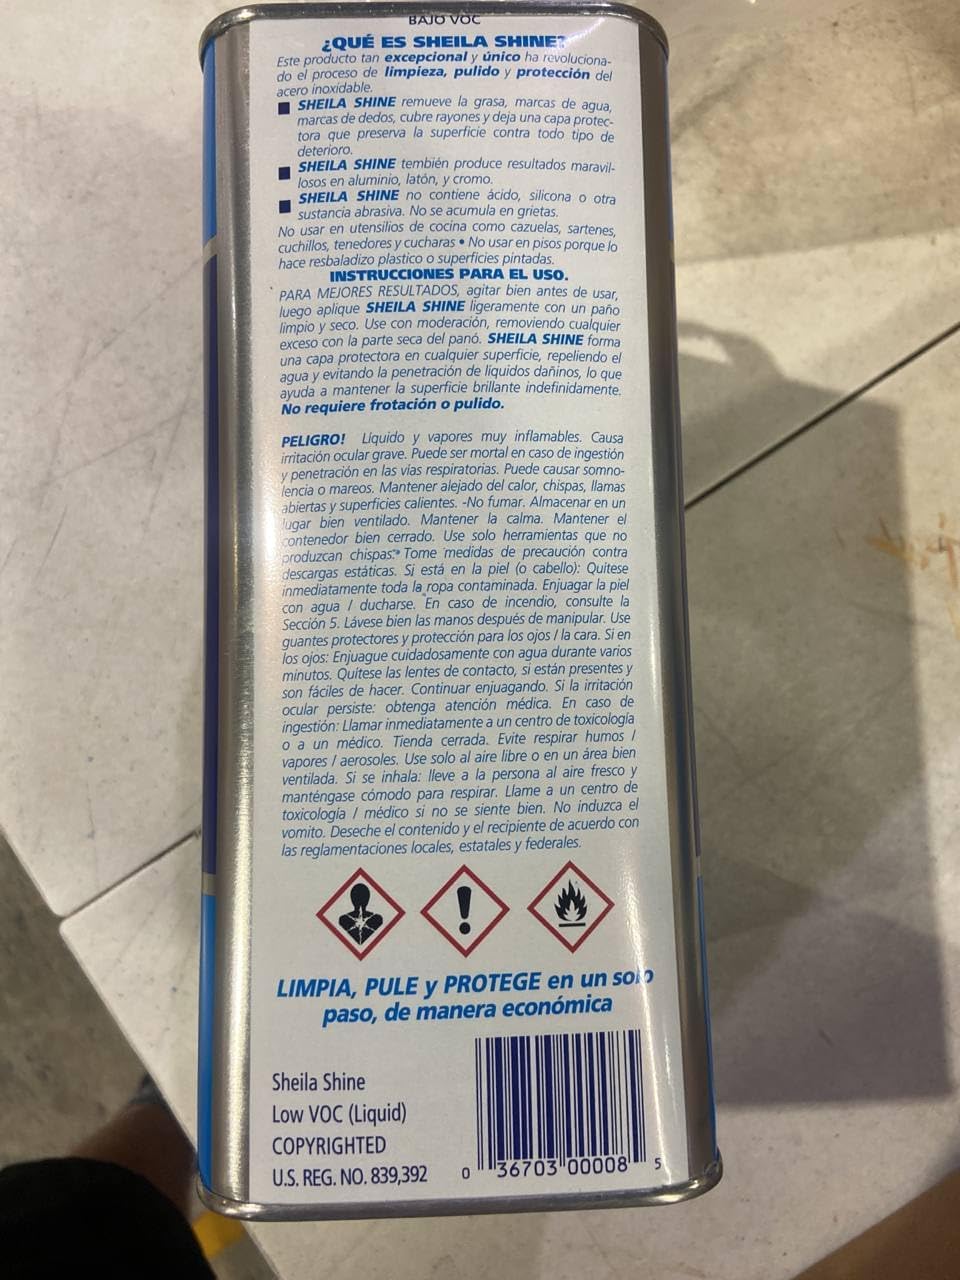 BAJO VOC
¿QUÉ ES SHEILA SHINE?
Este producto tan excepcional y único ha revoluciona-
do el proceso de limpieza, pulido y protección del
acero inoxidable.
SHEILA SHINE remueve la grasa, marcas de agua,
marcas de dedos, cubre rayones y deja una capa protec-
tora que preserva la superficie contra todo tipo de
deterioro.
SHEILA SHINE tembién produce resultados maravil-
losos en aluminio, latón, y cromo.
SHEILA SHINE no contiene ácido, silicona o otra
sustancia abrasiva. No se acumula en grietas.
No usar en utensilios de cocina como cazuelas, sartenes,
cuchillos, tenedores y cucharas • No usar en pisos porque lo
hace resbaladizo plastico o superficies pintadas.
INSTRUCCIONES PARA EL USO.
PARA MEJORES RESULTADOS, agitar bien antes de usar,
luego aplique SHEILA SHINE ligeramente con un paño
limpio y seco. Use con moderación, removiendo cualquier
exceso con la parte seca del panó. SHEILA SHINE forma
una capa protectora en cualquier superficie, repeliendo el
agua y evitando la penetración de líquidos dañinos, lo que
ayuda a mantener la superficie brillante indefinidamente.
No requiere frotación o pulido.
PELIGRO! Líquido y vapores muy inflamables. Causa
irritación ocular grave. Puede ser mortal en caso de ingestión
y penetración en las vías respiratorias. Puede causar somno-
lencia o mareos. Mantener alejado del calor, chispas, llamas
abiertas y superficies calientes. -No fumar. Almacenar en un
lugar bien ventilado. Mantener la calma. Mantener el
contenedor bien cerrado. Use solo herramientas que no
produzcan chispas. Tome medidas de precaución contra
descargas estáticas. Si está en la piel (o cabello): Quítese
inmediatamente toda la ropa contaminada. Enjuagar la piel
con agua / ducharse. En caso de incendio, consulte la
Sección 5. Lávese bien las manos después de manipular. Use
guantes protectores y protección para los ojos / la cara. Si en
los ojos: Enjuague cuidadosamente con agua durante varios
minutos. Quítese las lentes de contacto, si están presentes y
son fáciles de hacer. Continuar enjuagando. Si la irritación
ocular persiste: obtenga atención médica. En caso de
ingestión: Llamar inmediatamente a un centro de toxicología
o a un médico. Tienda cerrada. Evite respirar humos /
vapores / aerosoles. Use solo al aire libre o en un área bien
ventilada. Si se inhala: lleve a la persona al aire fresco y
manténgase cómodo para respirar. Llame a un centro de
toxicología / médico si no se siente bien. No induzca el
vomito. Deseche el contenido y el recipiente de acuerdo con
las reglamentaciones locales, estatales y federales.
LIMPIA, PULE y PROTEGE en un solo
paso, de manera económica
Sheila Shine
Low VOC (Liquid)
COPYRIGHTED
U.S. REG. NO. 839,392
0 36703 00008 5